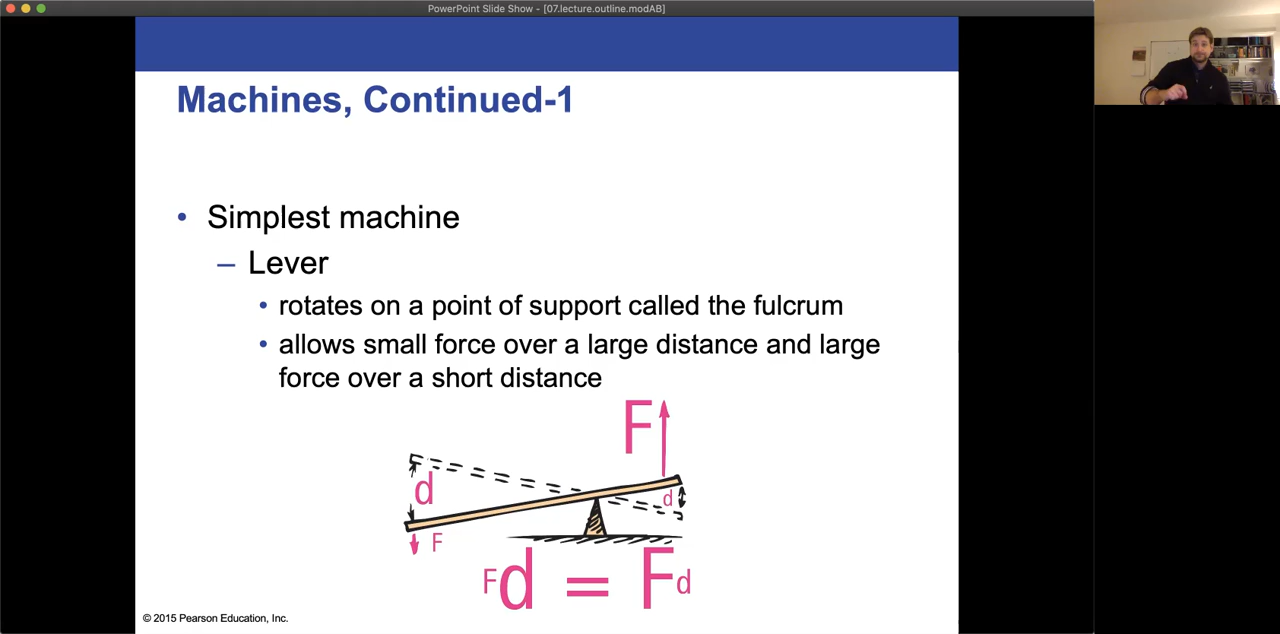 PowerPoint Slide Show - [07.lecture.outline.modAB]
Machines, Continued-1
• Simplest machine
– Lever
• rotates on a point of support called the fulcrum
• allows small force over a large distance and large
force over a short distance
F
d
d
F
Fd = Fd
© 2015 Pearson Education, Inc.